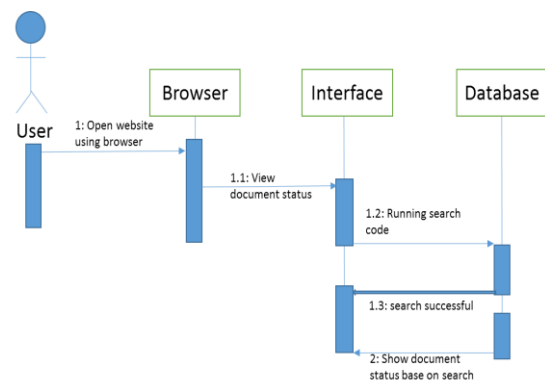 Browser
Interface
Database
User
1: Open website
using browser
1.1: View
document status
1.2: Running search
code
1.3: search successful
2: Show document
status base on search